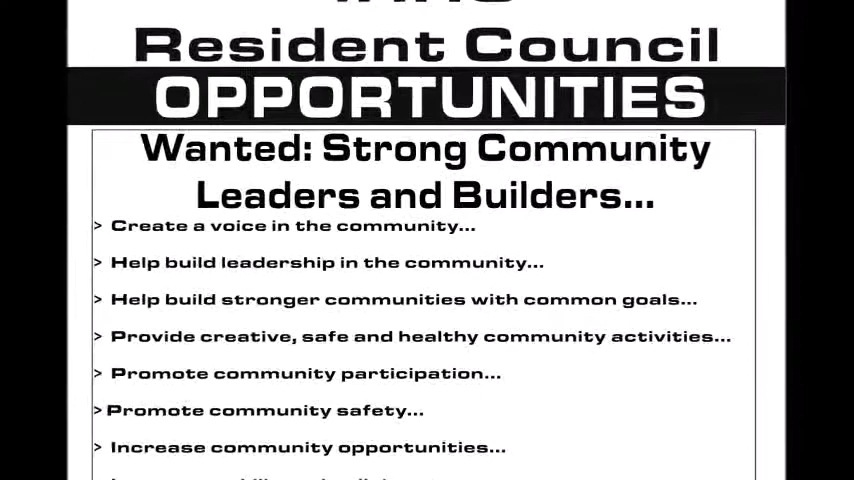 Resident Council
OPPORTUNITIES
Wanted: Strong Community
Leaders and Builders...
> Create a voice in the community...
> Help build leadership in the community...
> Help build stronger communities with common goals...
> Provide creative, safe and healthy community activities...
> Promote community participation...
> Promote community safety...
> Increase community opportunities...